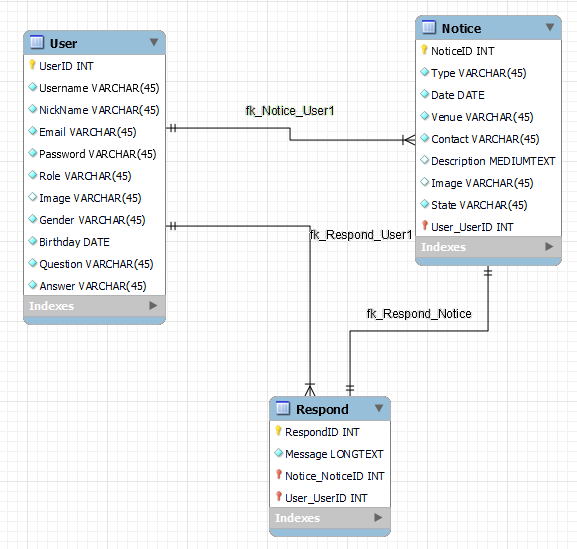 User
UserID INT
Username VARCHAR(45)
NickName VARCHAR(45)
Email VARCHAR(45)
Password VARCHAR(45)
Role VARCHAR(45)
Image VARCHAR(45)
Gender VARCHAR(45)
Birthday DATE
Question VARCHAR(45)
Answer VARCHAR(45)
Indexes
fk_Notice_User1
Notice
NoticeID INT
Type VARCHAR(45)
Date DATE
Venue VARCHAR(45)
Contact VARCHAR(45)
Description MEDIUMTEXT
Image VARCHAR(45)
State VARCHAR(45)
User_UserID INT
Indexes
fk_Respond_User1
fk_Respond_Notice
Respond
RespondID INT
Message LONGTEXT
Notice_NoticeID INT
User_UserID INT
Indexes